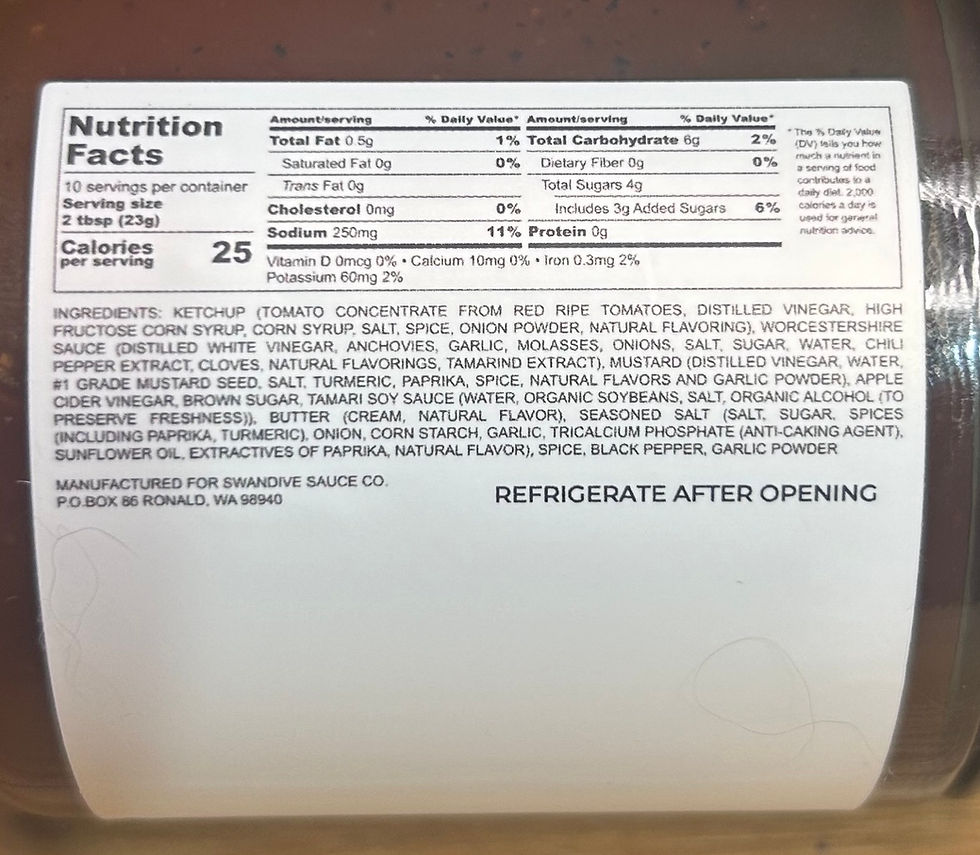 Nutrition
Facts
10 servings per container
Serving size
2 tbsp (23g)
Calories
per serving
25
Amount/serving % Daily Value*
Total Fat 0.5g 1%
Saturated Fat 0g 0%
Trans Fat 0g
Cholesterol 0mg 0%
Sodium 250mg 11%
Amount/serving % Daily Value*
Total Carbohydrate 6g 2%
Dietary Fiber 0g 0%
Total Sugars 4g
Includes 3g Added Sugars 6%
Protein 0g
Vitamin D 0mcg 0% • Calcium 10mg 0% • Iron 0.3mg 2%
Potassium 60mg 2%
* The % Daily Value
(DV) tells you how
much a nutrient in
a serving of food
contributes to a
daily diet. 2,000
calories a day is
used for general
nutrition advice.
INGREDIENTS: KETCHUP (TOMATO CONCENTRATE FROM RED RIPE TOMATOES, DISTILLED VINEGAR, HIGH
FRUCTOSE CORN SYRUP, CORN SYRUP, SALT, SPICE, ONION POWDER, NATURAL FLAVORING), WORCESTERSHIRE
SAUCE (DISTILLED WHITE VINEGAR, ANCHOVIES, GARLIC, MOLASSES, ONIONS, SALT, SUGAR, WATER, CHILI
PEPPER EXTRACT, CLOVES, NATURAL FLAVORINGS, TAMARIND EXTRACT), MUSTARD (DISTILLED VINEGAR, WATER,
#1 GRADE MUSTARD SEED, SALT, TURMERIC, PAPRIKA, SPICE, NATURAL FLAVORS AND GARLIC POWDER), APPLE
CIDER VINEGAR, BROWN SUGAR, TAMARI SOY SAUCE (WATER, ORGANIC SOYBEANS, SALT, ORGANIC ALCOHOL (TO
PRESERVE FRESHNESS)), BUTTER (CREAM, NATURAL FLAVOR), SEASONED SALT (SALT, SUGAR, SPICES
(INCLUDING PAPRIKA, TURMERIC), ONION, CORN STARCH, GARLIC, TRICALCIUM PHOSPHATE (ANTI-CAKING AGENT),
SUNFLOWER OIL, EXTRACTIVES OF PAPRIKA, NATURAL FLAVOR), SPICE, BLACK PEPPER, GARLIC POWDER
MANUFACTURED FOR SWANDIVE SAUCE CO.
P.O.BOX 86 RONALD, WA 98940
REFRIGERATE AFTER OPENING